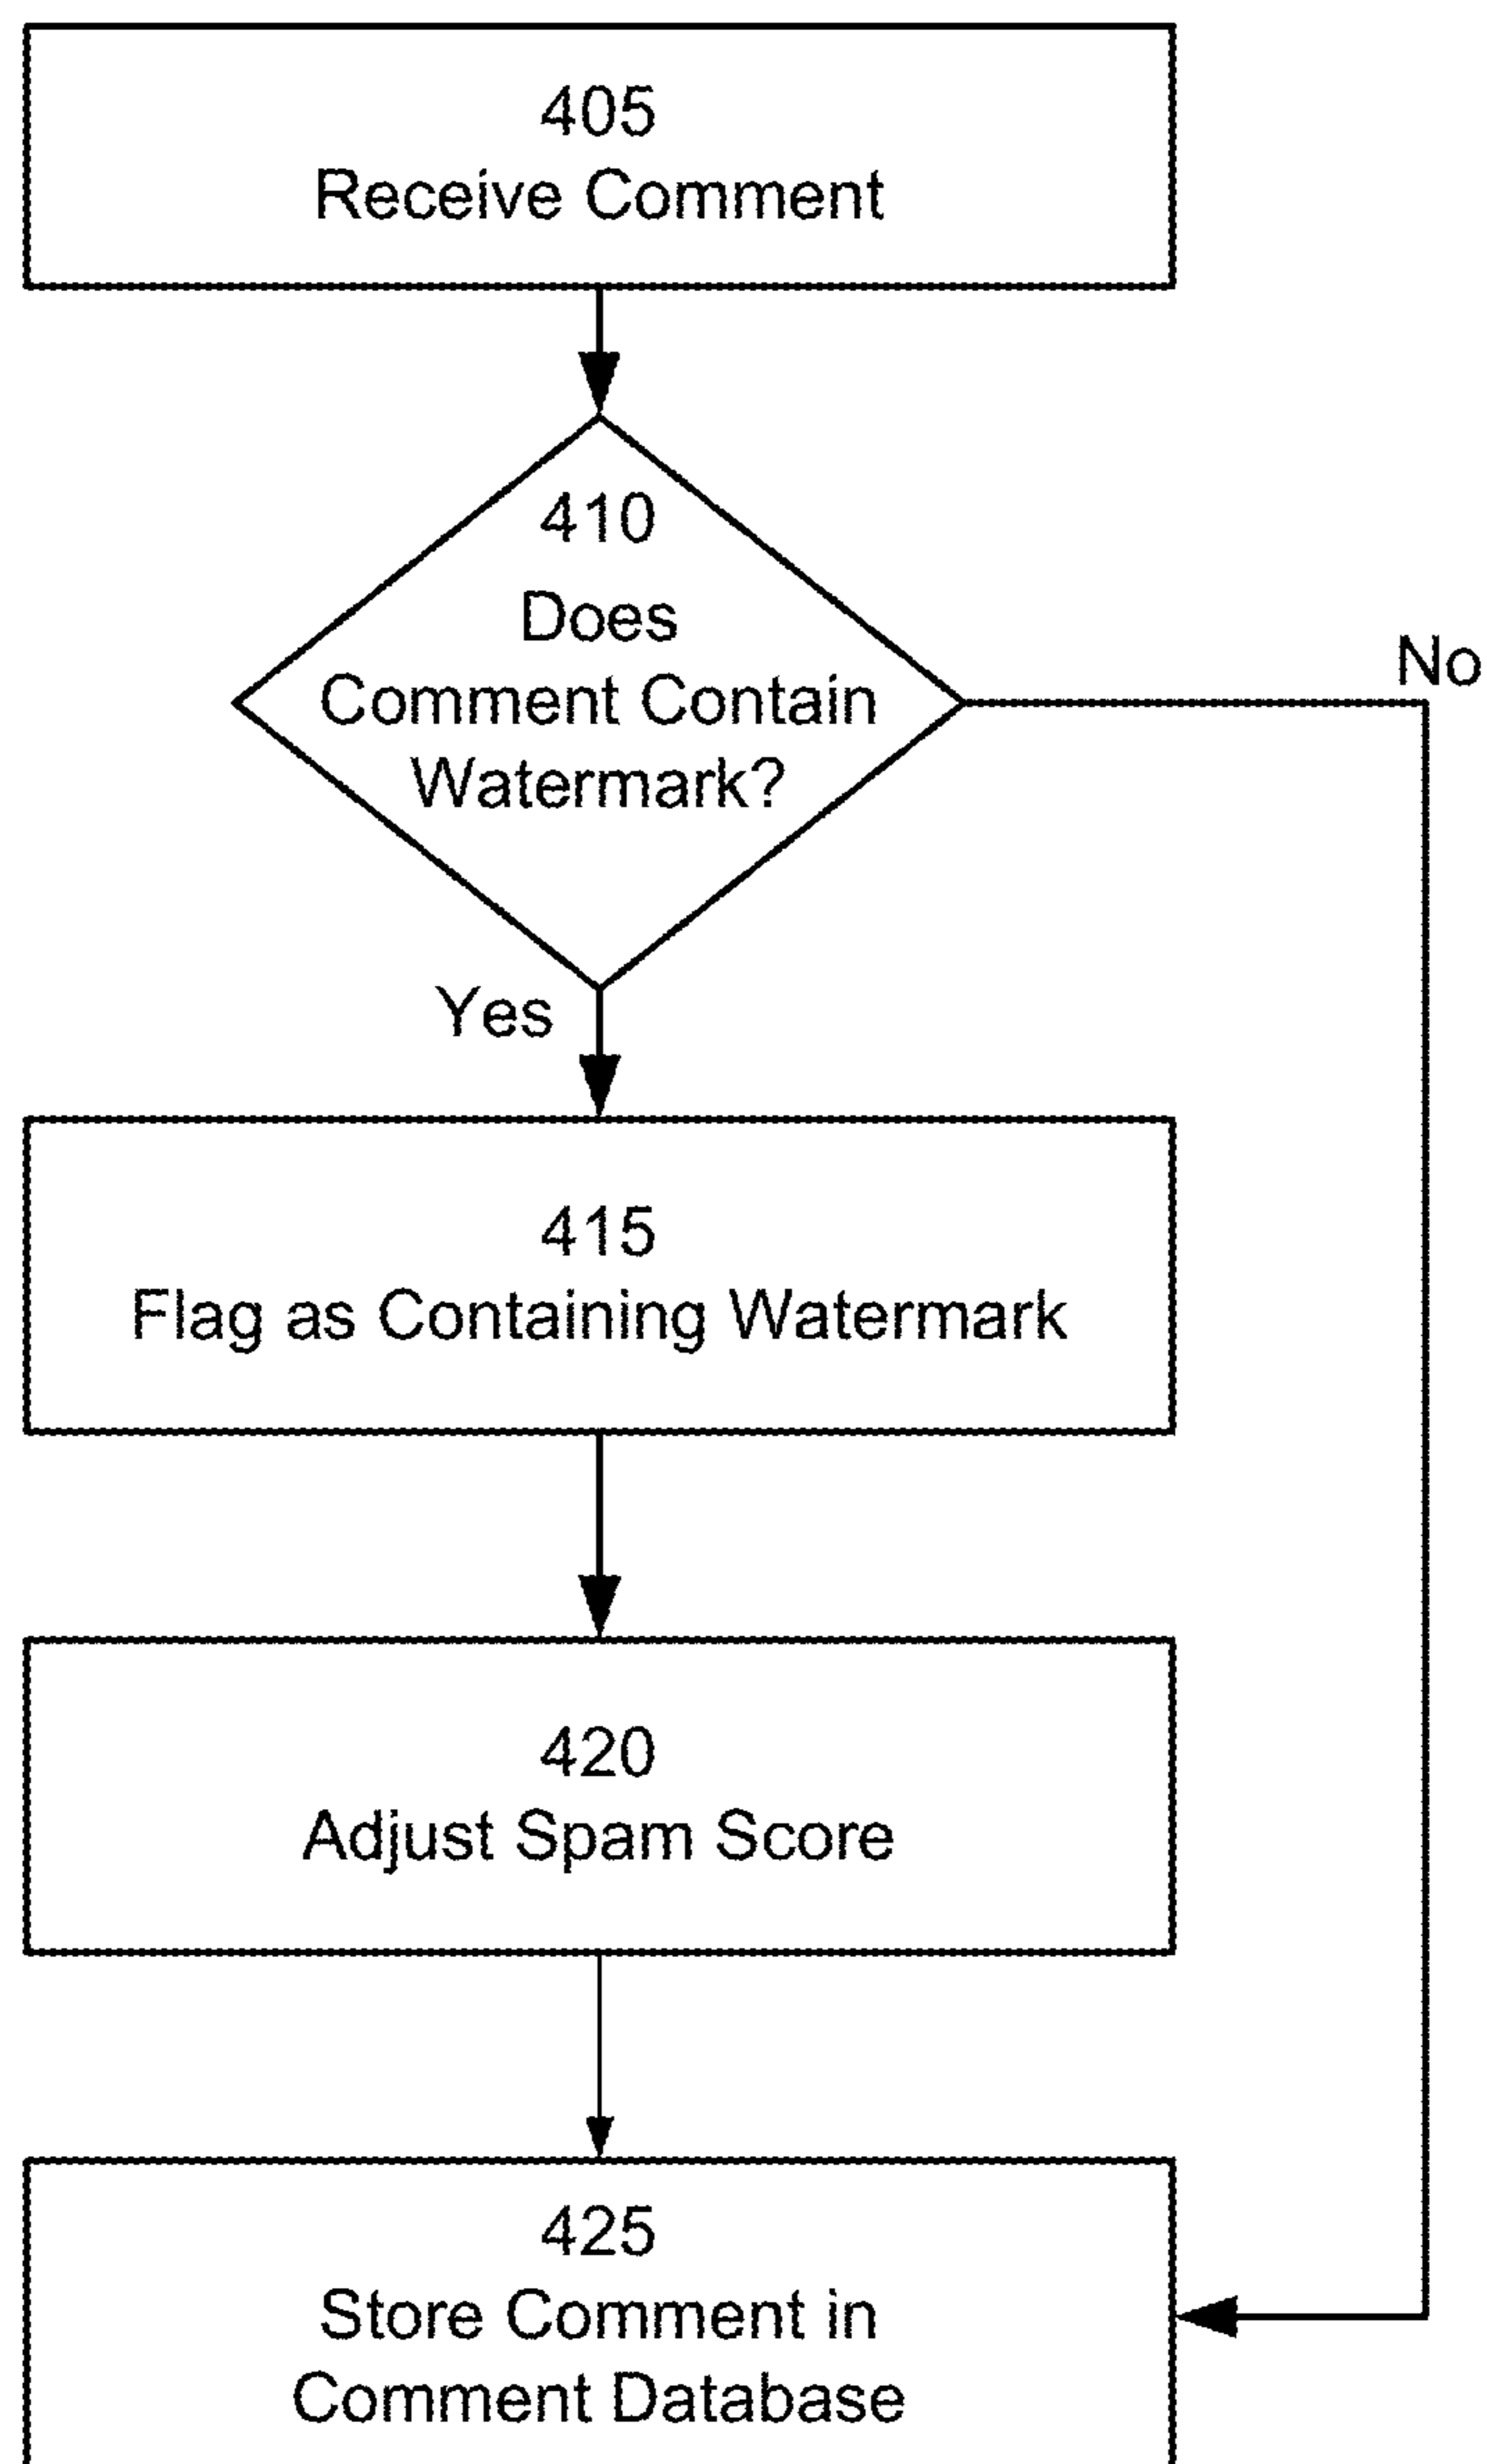 405
Receive Comment
410
Does
Comment Contain
Watermark?
No
Yes
415
Flag as Containing Watermark
420
Adjust Spam Score
425
Store Comment in
Comment Database